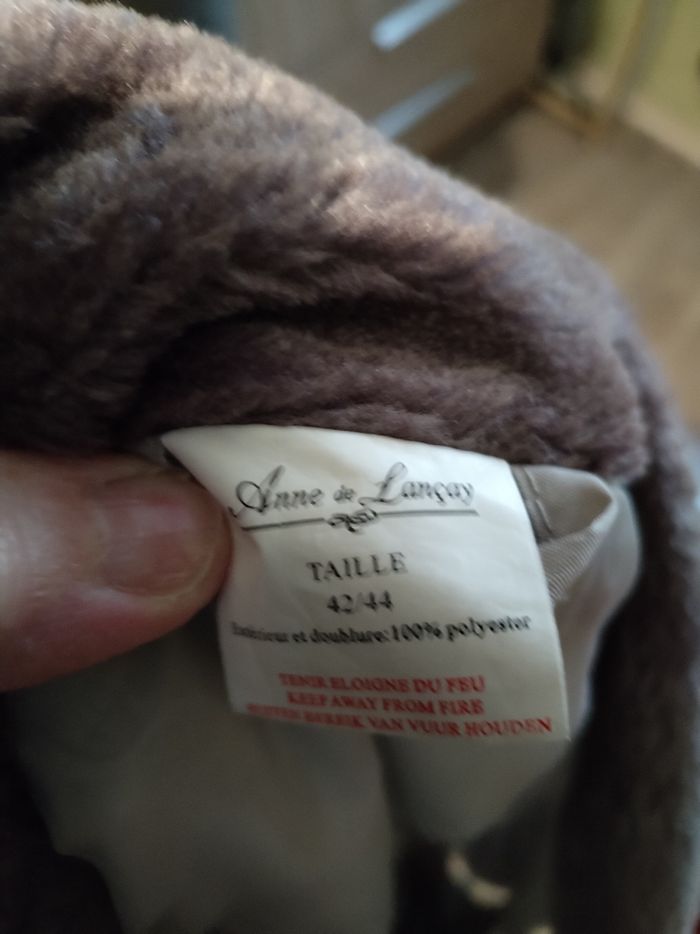 Anne de Lançay
TAILLE
42/44
Extérieur et doublure:100% polyester
TENIR ELOIGNE DU FEU
KEEP AWAY FROM FIRE
BUITEN BEREIK VAN VUUR HOUDEN